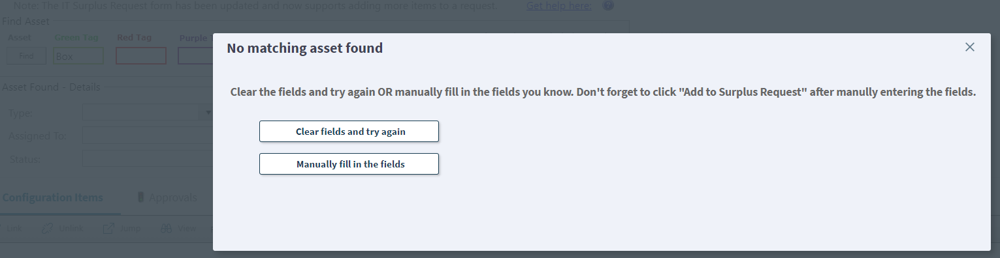 Note: The IT Surplus Request form has been updated and now supports adding more items to a request. Get help here: ?
Find Asset
Asset Green Tag Red Tag Purple
Find Box
No matching asset found
Clear the fields and try again OR manually fill in the fields you know. Don't forget to click "Add to Surplus Request" after manully entering the fields.
Clear fields and try again
Manually fill in the fields
Asset Found - Details
Type:
Assigned To:
Status:
Configuration Items Approvals
Link Unlink Jump View